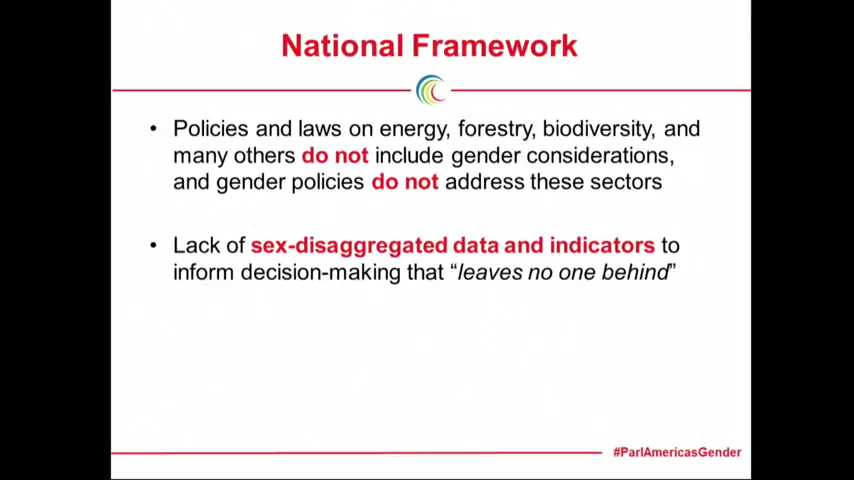 National Framework
• Policies and laws on energy, forestry, biodiversity, and
many others do not include gender considerations,
and gender policies do not address these sectors
• Lack of sex-disaggregated data and indicators to
inform decision-making that “leaves no one behind”
#ParlAmericasGender